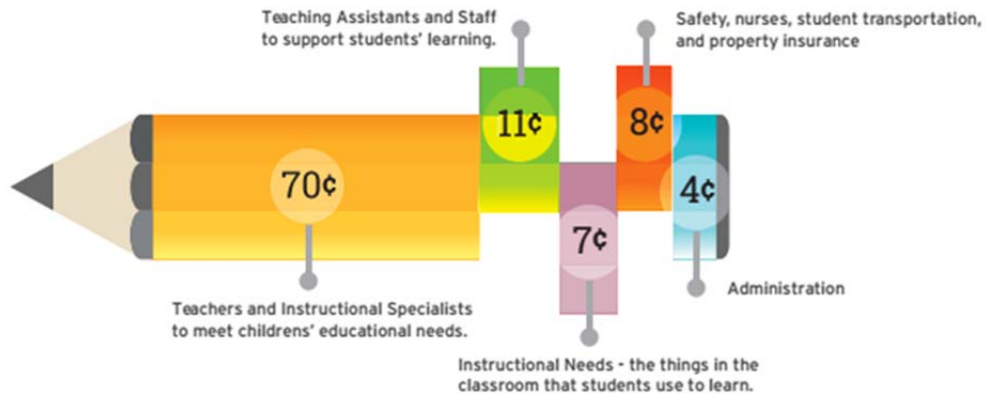 Teaching Assistants and Staff
to support students' learning.
Safety, nurses, student transportation,
and property insurance
11¢
8¢
70¢
4¢
7¢
Administration
Teachers and Instructional Specialists
to meet childrens' educational needs.
Instructional Needs - the things in the
classroom that students use to learn.